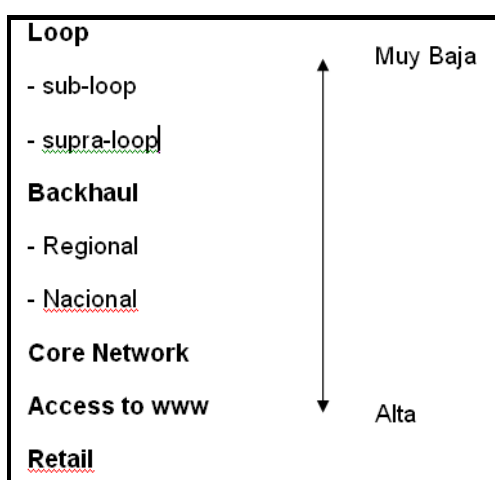 Loop
Muy Baja
- sub-loop
- supra-loop
Backhaul
- Regional
- Nacional
Core Network
Access to www
Alta
Retail